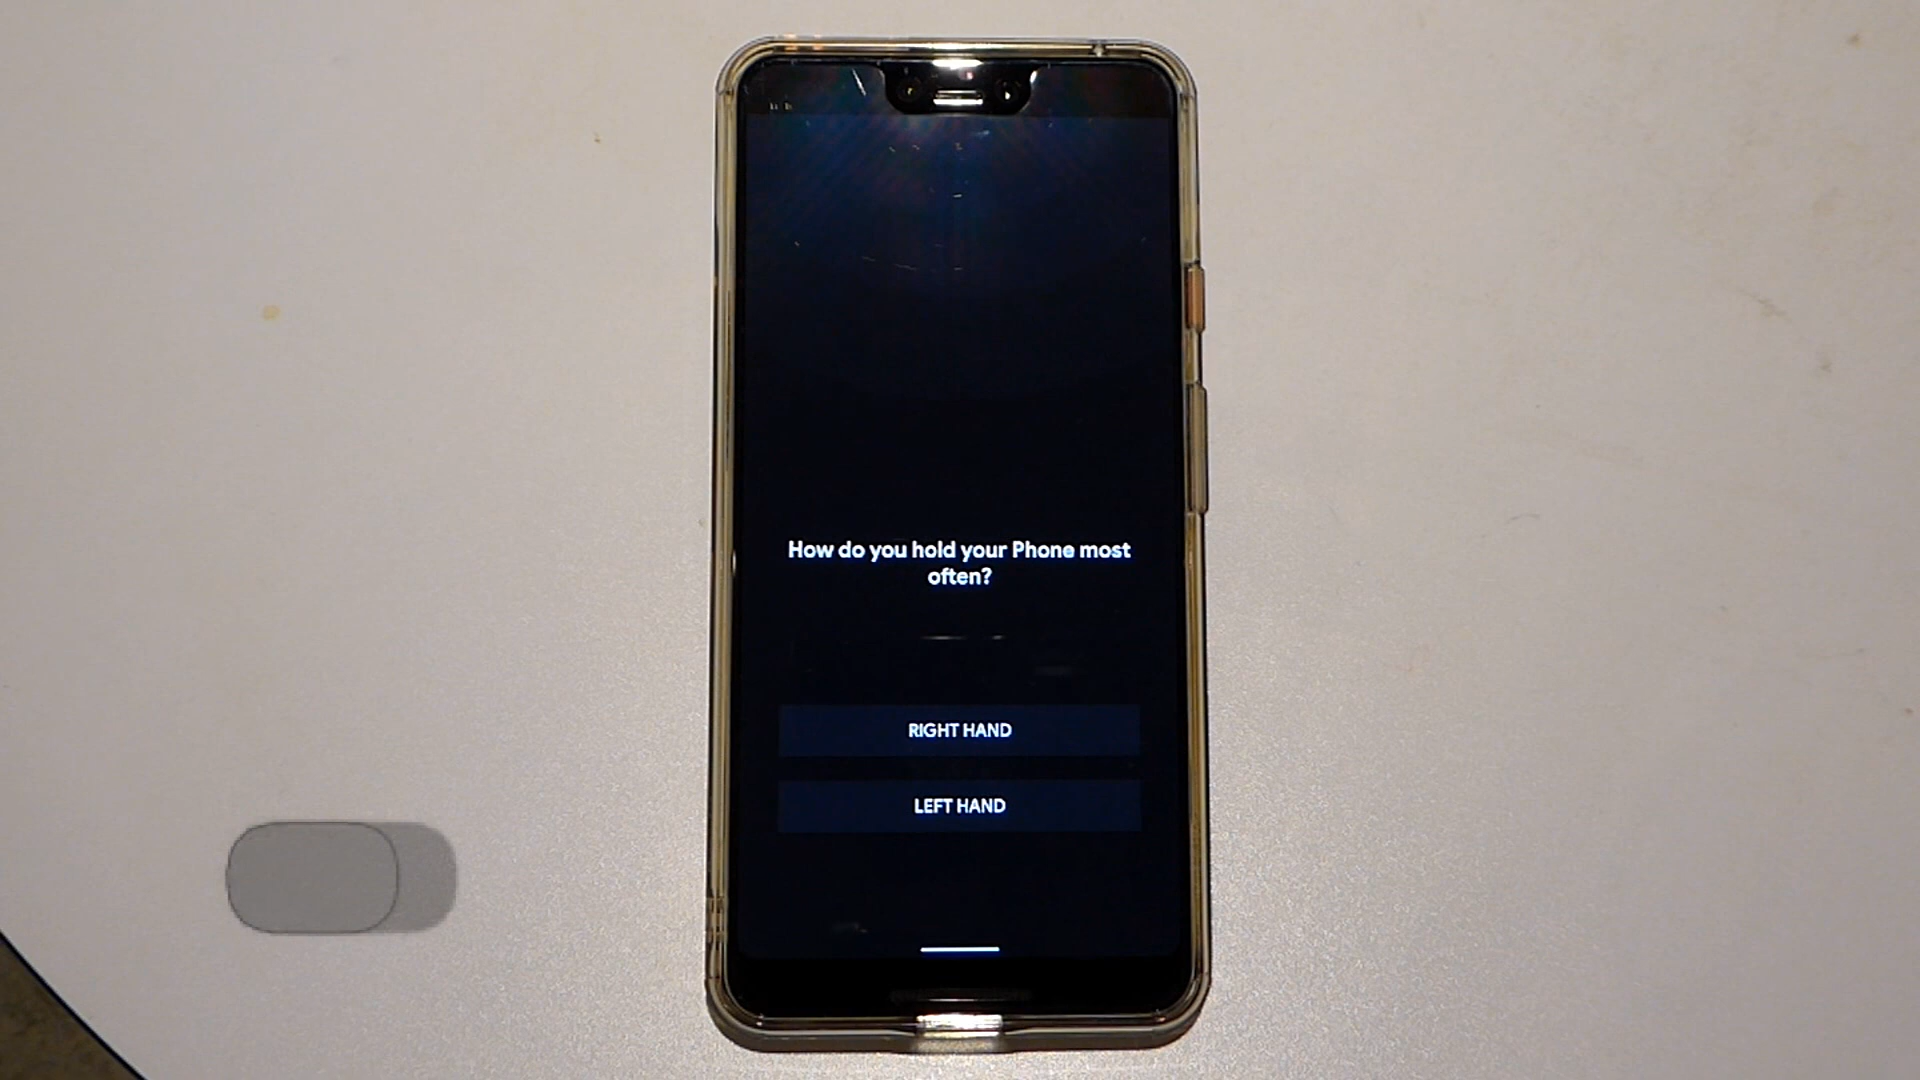 How do you hold your Phone most
often?
RIGHT HAND
LEFT HAND